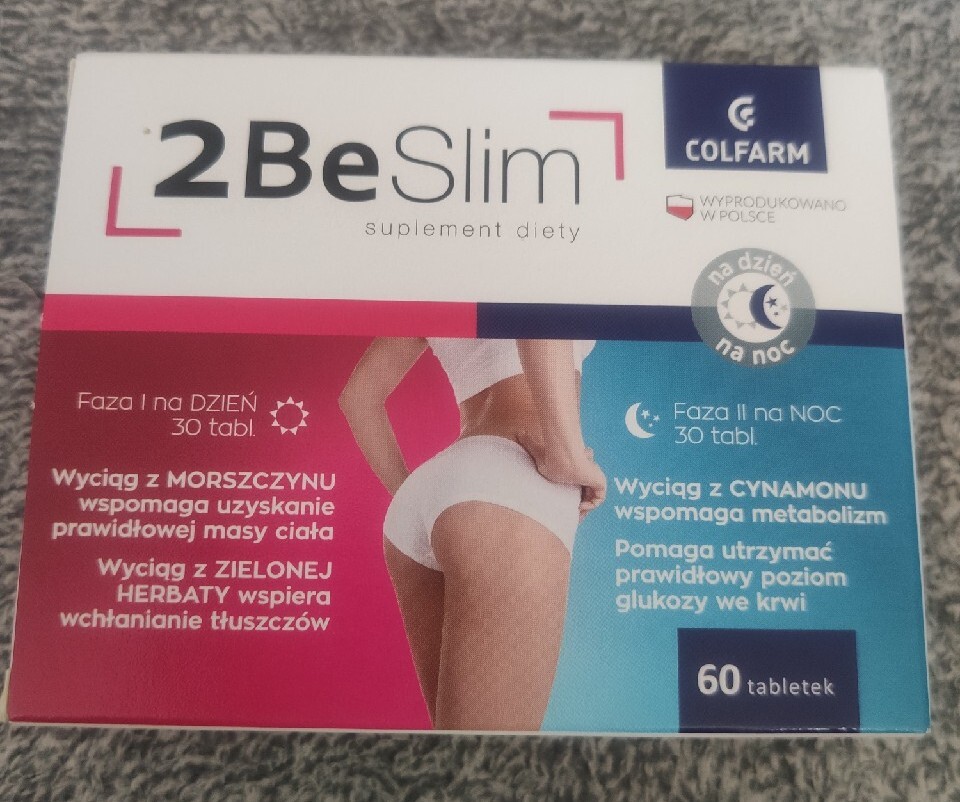 2BeSlim
suplement diety
COLFARM
WYPRODUKOWANO
W POLSCE
na dzień
na noc
Faza I na DZIEŃ
30 tabl.
Wyciąg z MORSZCZYNU
wspomaga uzyskanie
prawidłowej masy ciała
Wyciąg z ZIELONEJ
HERBATY wspiera
wchłanianie tłuszczów
Faza II na NOC
30 tabl.
Wyciąg z CYNAMONU
wspomaga metabolizm
Pomaga utrzymać
prawidłowy poziom
glukozy we krwi
60 tabletek